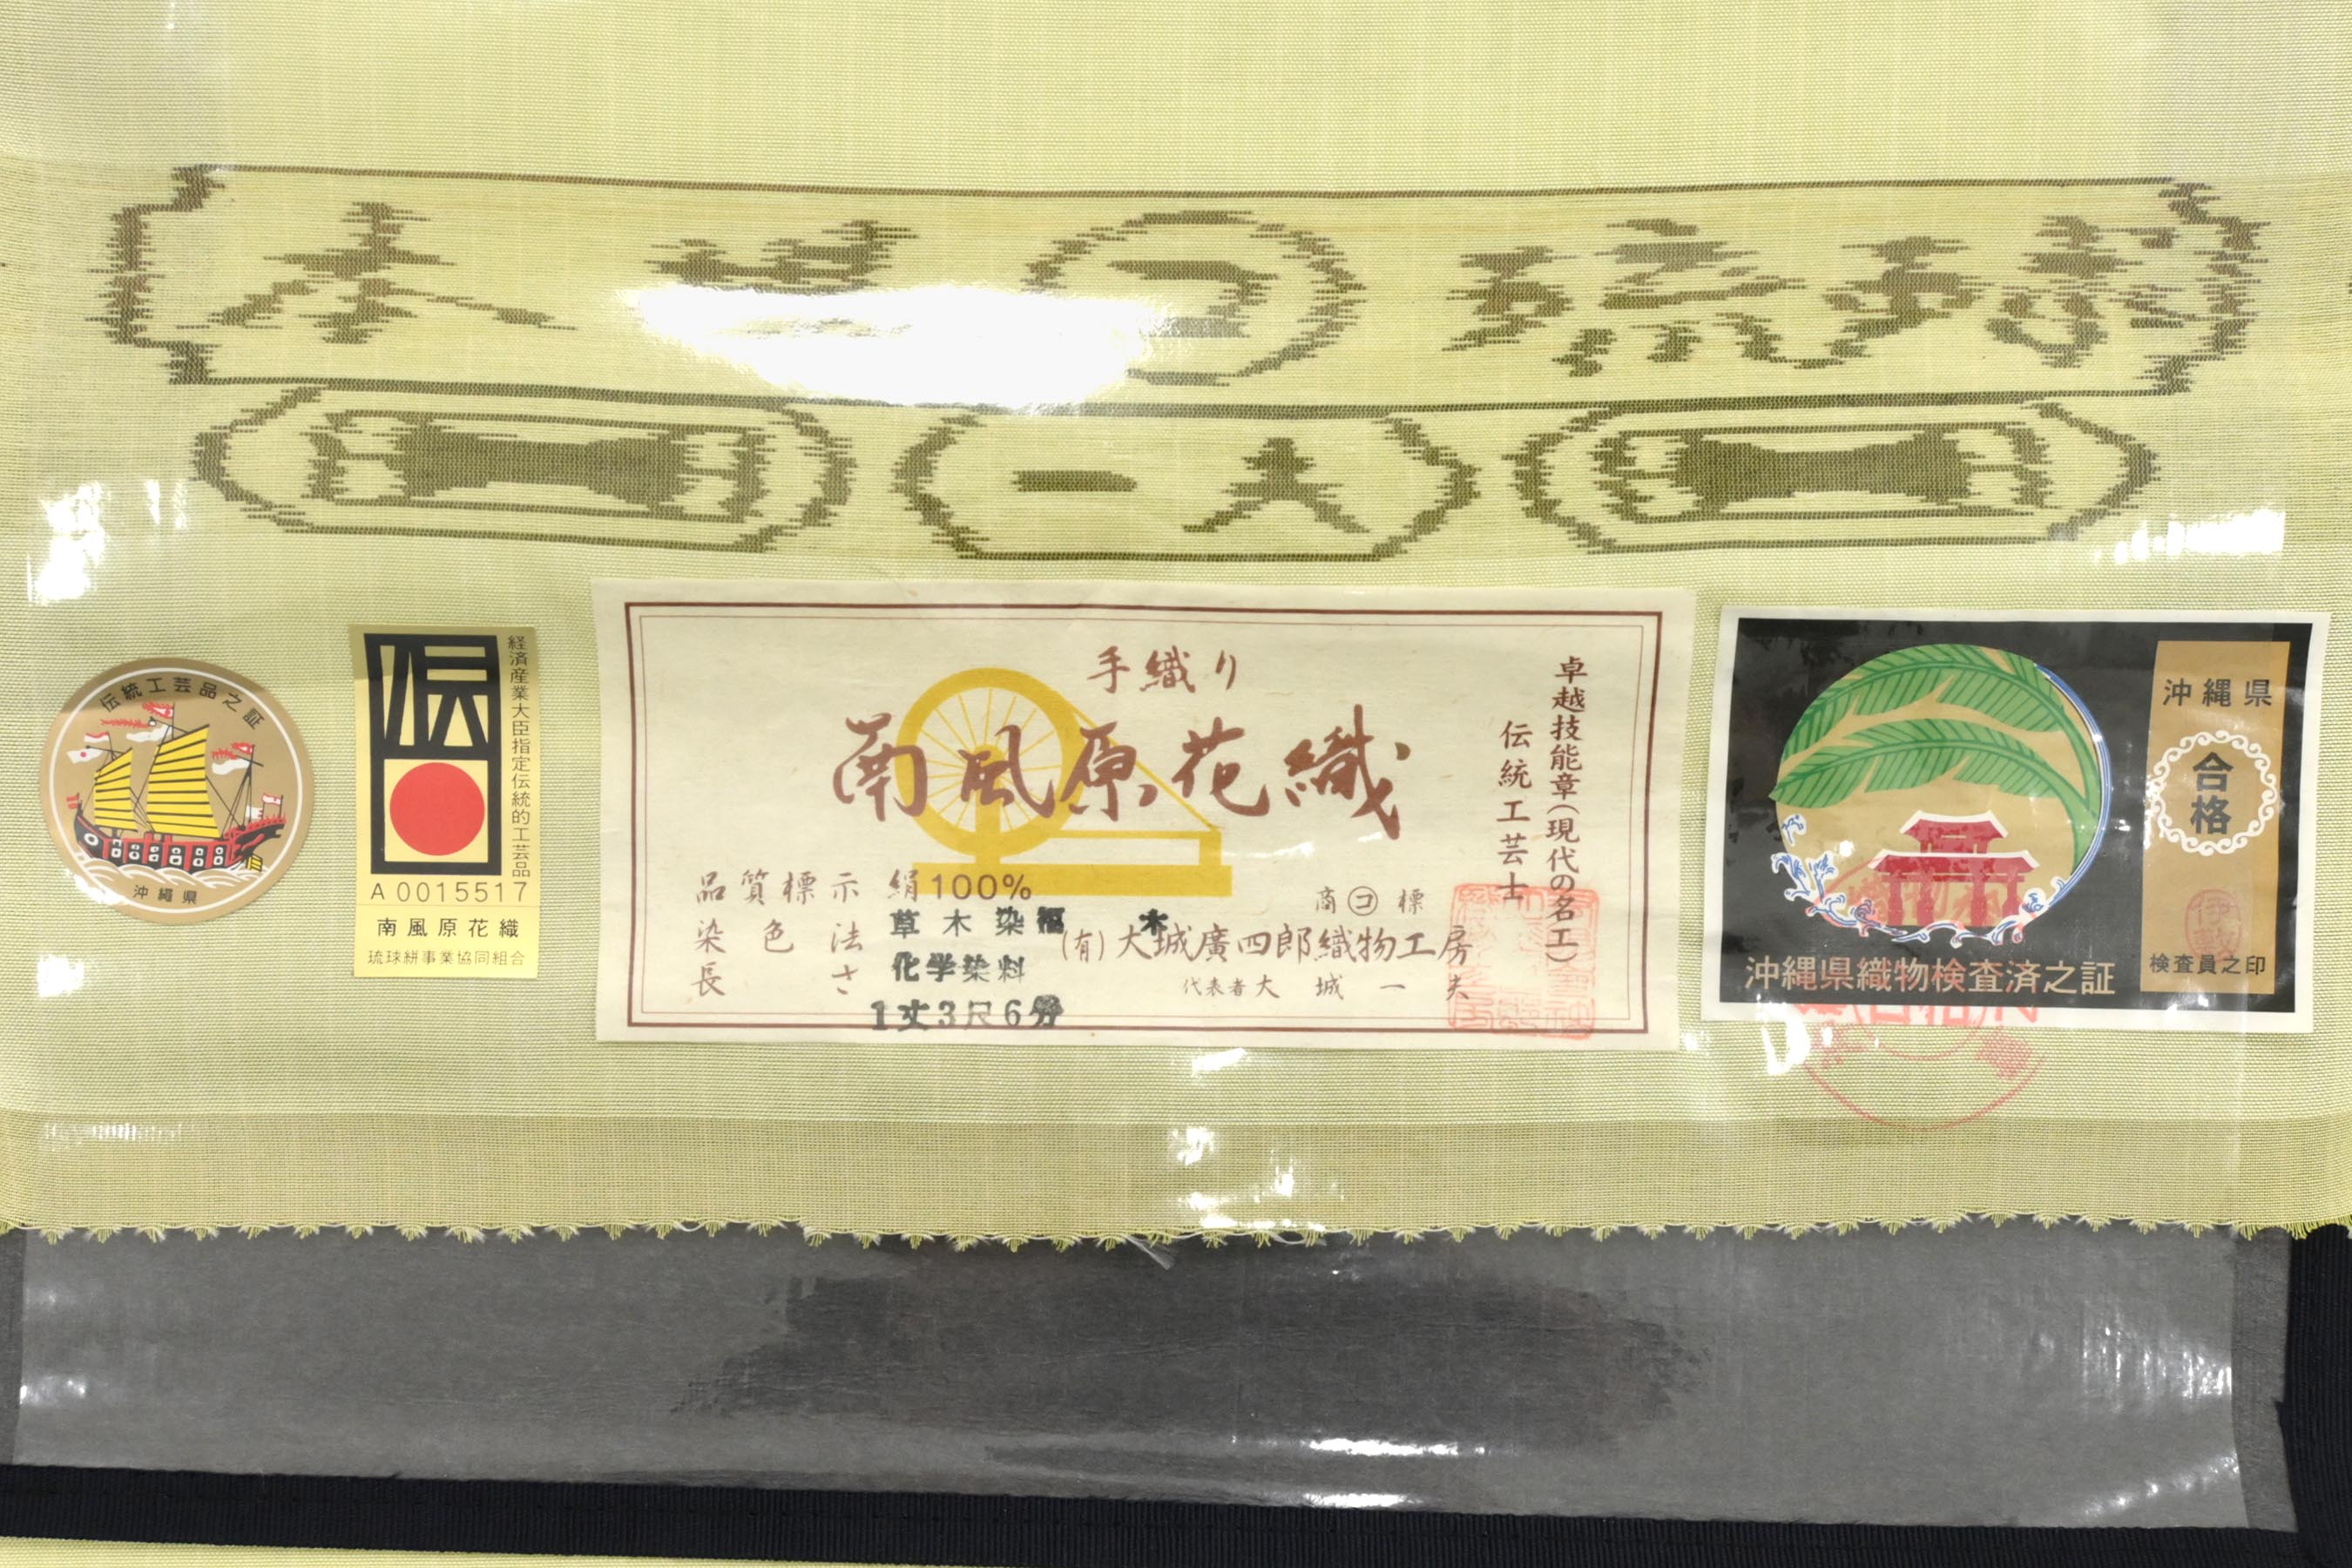 琉球 コ 本場
大一
伝統工芸品之証
沖縄県
伝
経済産業大臣指定伝統的工芸品
A 0015517
南風原花織
琉球絣事業協同組合
卓越技能章(現代の名工)
伝統工芸士
手織り
南風原花織
品質標示 絹100%
染色法 草木染福木
化学染料
長さ 1丈3尺6分
商コ標
(有)大城廣四郎織物工房
代表者大城一夫
沖縄県
合格
検査員之印
沖縄県織物検査済之証